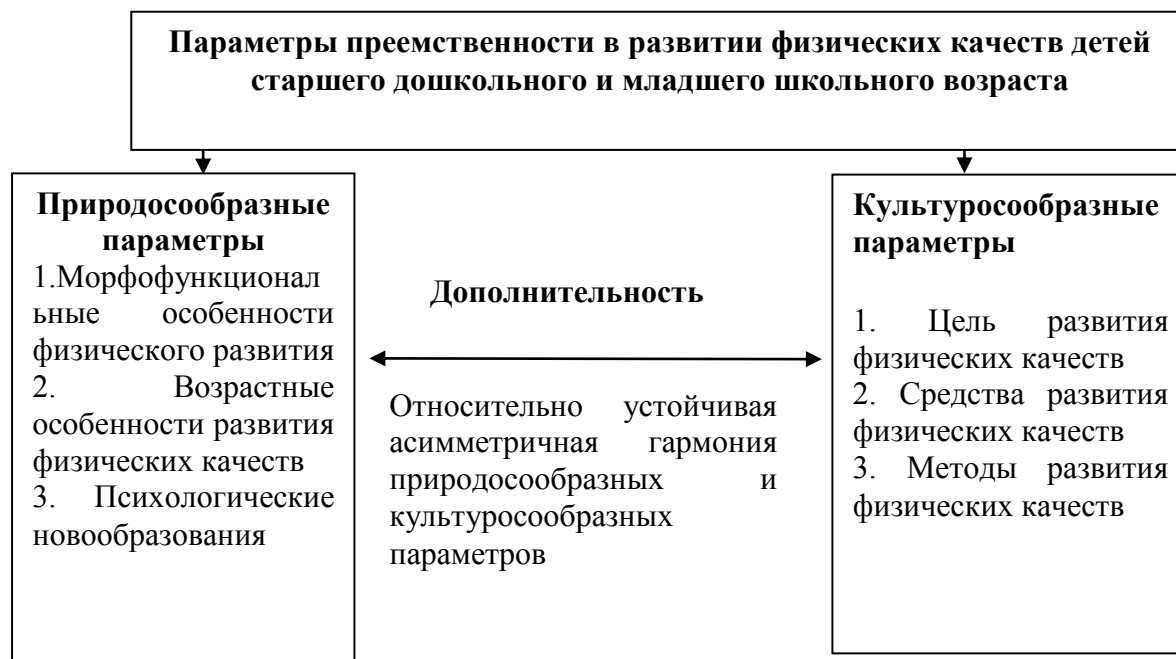 Параметры преемственности в развитии физических качеств детей
старшего дошкольного и младшего школьного возраста
Природосообразные
параметры
1.Морфофункциональ
ьные особенности
физического развития
2. Возрастные
особенности развития
физических качеств
3. Психологические
новообразования
Дополнительность
Относительно устойчивая
асимметричная гармония
природосообразных и
культуросообразных
параметров
Культуросообразные
параметры
1. Цель развития
физических качеств
2. Средства развития
физических качеств
3. Методы развития
физических качеств